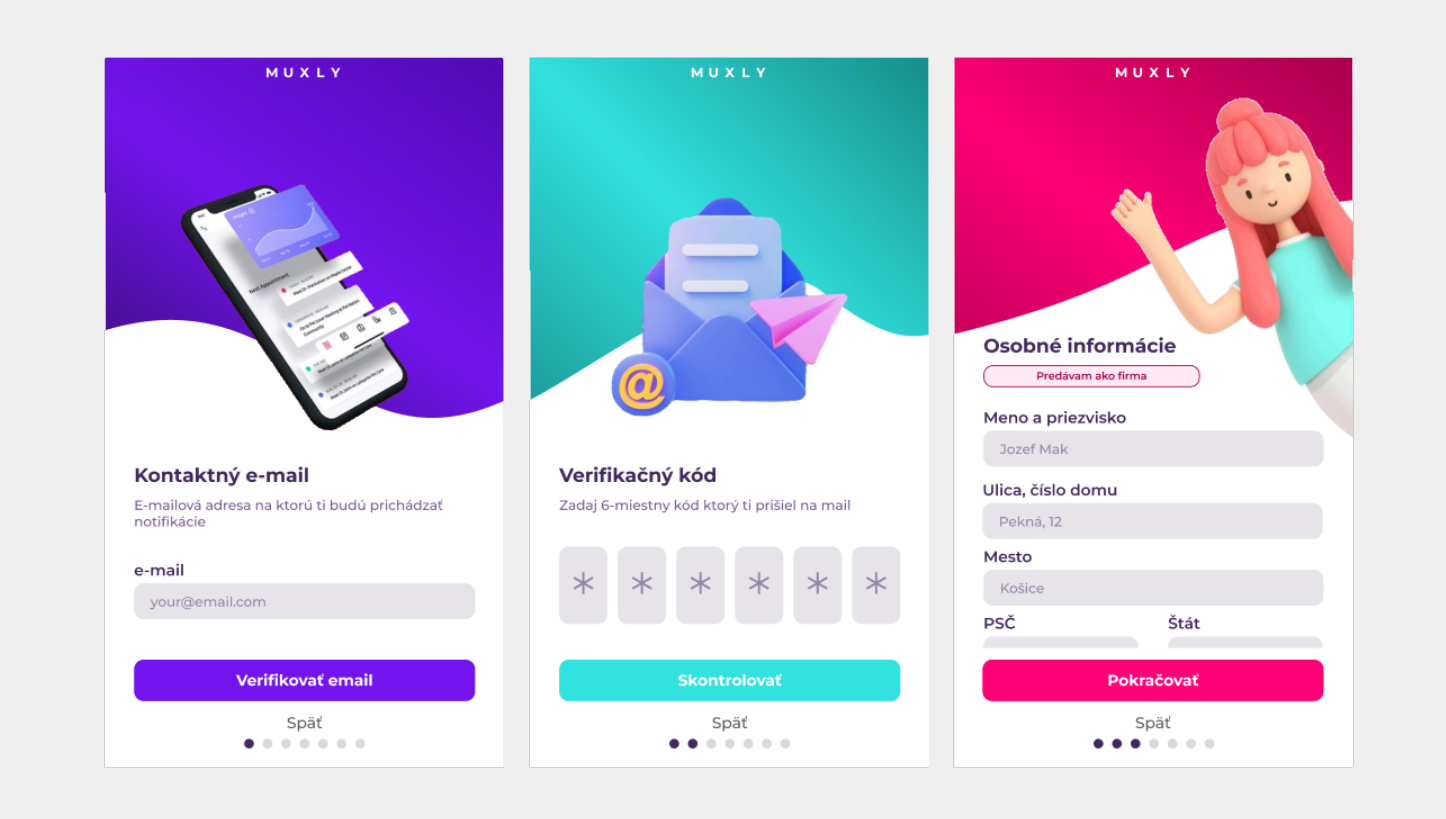 MUXLY
Next Appointment
Kontaktný e-mail
E-mailová adresa na ktorú ti budú prichádzať
notifikácie
e-mail
your@email.com
Verifikovať email
Späť
MUXLY
@
Verifikačný kód
Zadaj 6-miestny kód ktorý ti prišiel na mail
* * * * * *
Skontrolovať
Späť
MUXLY
Osobné informácie
Predávam ako firma
Meno a priezvisko
Jozef Mak
Ulica, číslo domu
Pekná, 12
Mesto
Košice
PSČ Štát
Pokračovať
Späť